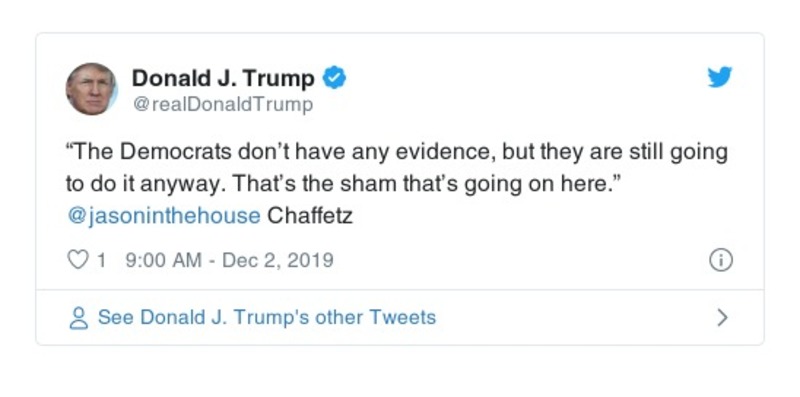 Donald J. Trump
@realDonaldTrump
“The Democrats don’t have any evidence, but they are still going
to do it anyway. That’s the sham that’s going on here.”
@jasoninthehouse Chaffetz
1 9:00 AM - Dec 2, 2019
See Donald J. Trump's other Tweets